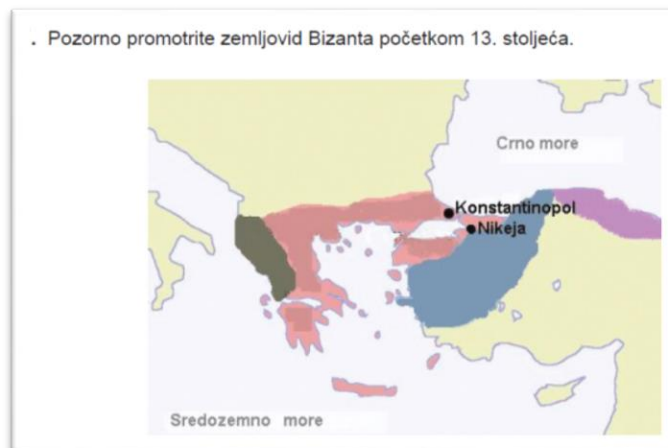 . Pozorno promotrite zemljovid Bizanta početkom 13. stoljeća.
Crno more
Konstantinopol
Nikeja
Sredozemno more